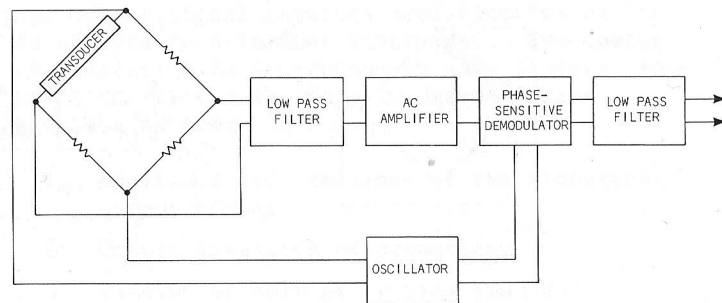 TRANSDUCER
LOW PASS
FILTER
AC
AMPLIFIER
PHASE-
SENSITIVE
DEMODULATOR
LOW PASS
FILTER
OSCILLATOR